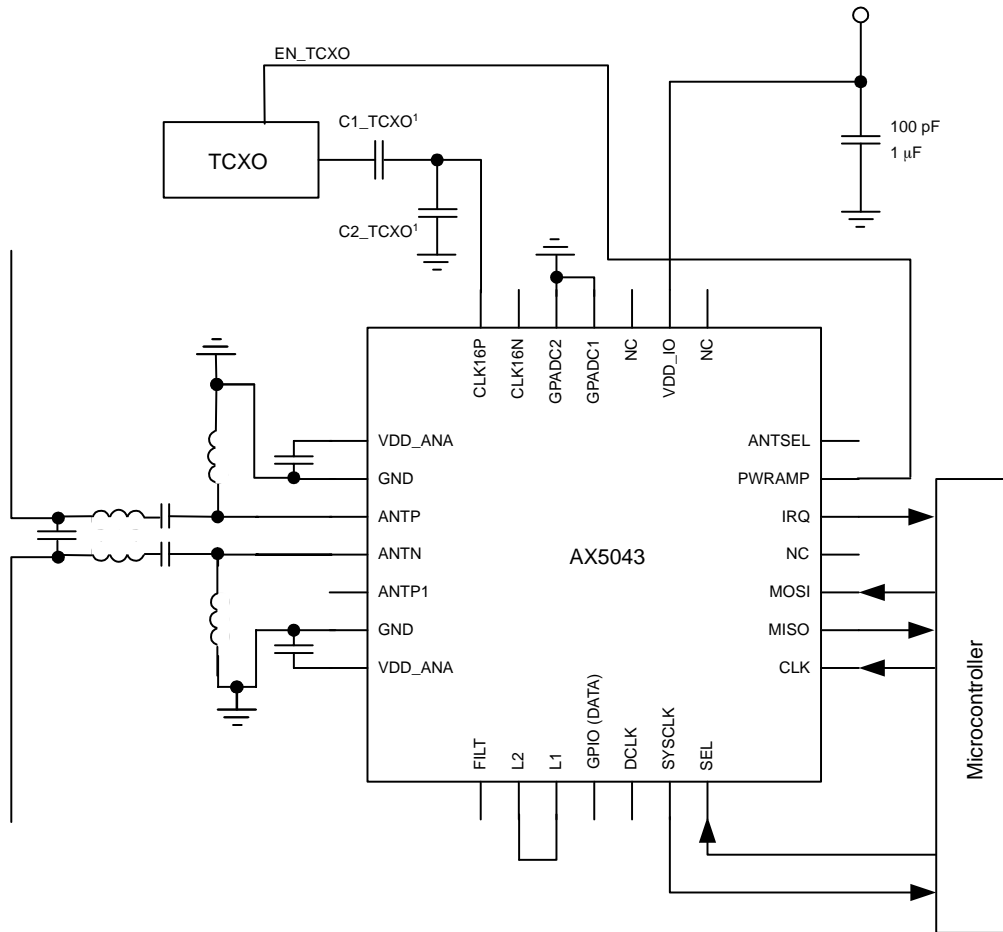 EN_TCXO
C1_TCXO¹
TCXO
100 pF
1 μF
C2_TCXO¹
CLK16P
CLK16N
GPADC2
GPADC1
NC
VDD_IO
NC
VDD_ANA
GND
ANTP
ANTN
ANTP1
GND
VDD_ANA
AX5043
ANTSEL
PWRAMP
IRQ
NC
MOSI
MISO
CLK
FILT
L2
L1
GPIO (DATA)
DCLK
SYSCLK
SEL
Microcontroller